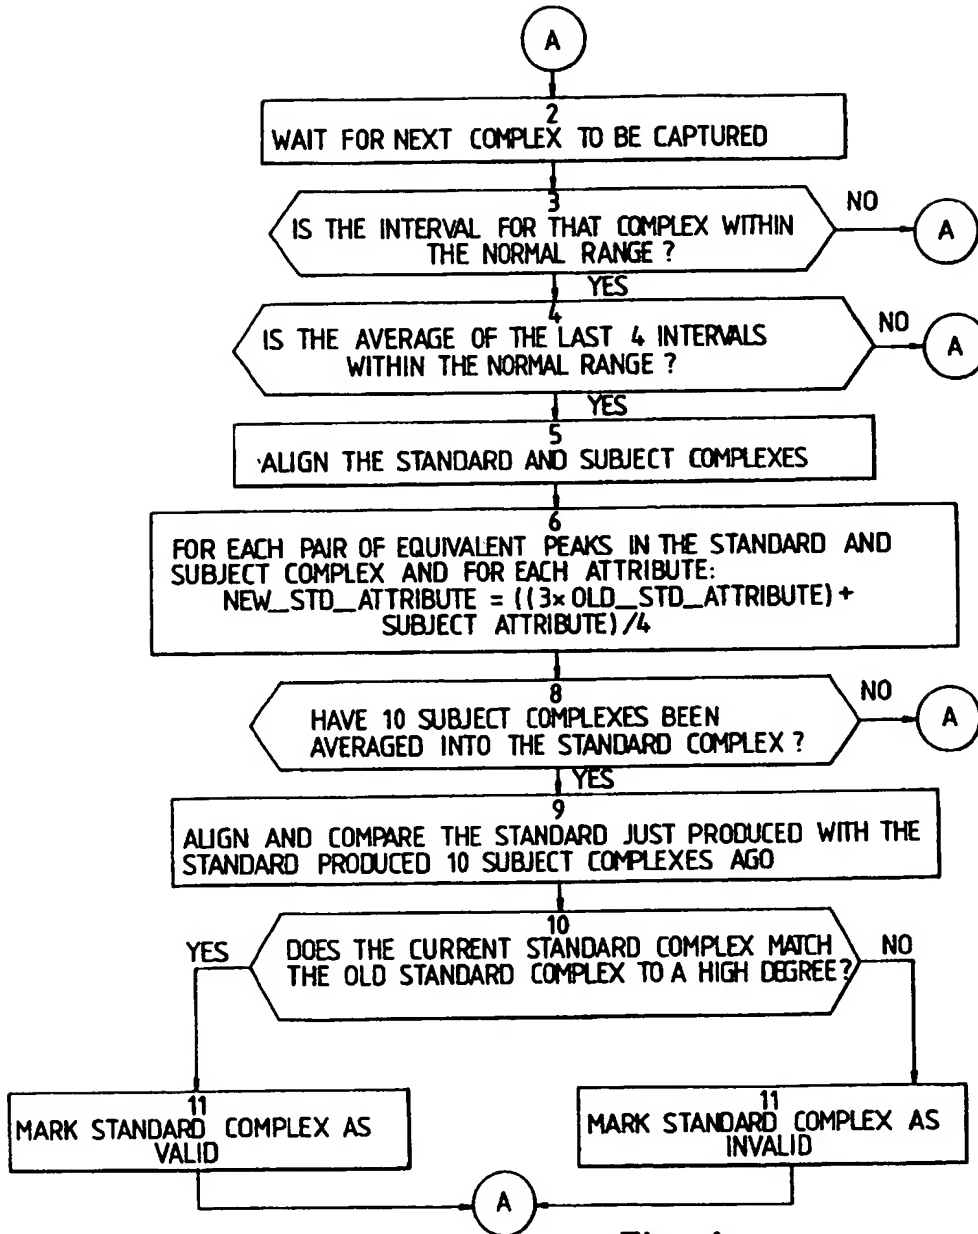 A
2
WAIT FOR NEXT COMPLEX TO BE CAPTURED
3
IS THE INTERVAL FOR THAT COMPLEX WITHIN
THE NORMAL RANGE ?
NO
A
YES
4
IS THE AVERAGE OF THE LAST 4 INTERVALS
WITHIN THE NORMAL RANGE ?
NO
A
YES
5
ALIGN THE STANDARD AND SUBJECT COMPLEXES
6
FOR EACH PAIR OF EQUIVALENT PEAKS IN THE STANDARD AND
SUBJECT COMPLEX AND FOR EACH ATTRIBUTE:
NEW_STD_ATTRIBUTE = ((3x OLD_STD_ATTRIBUTE) +
SUBJECT ATTRIBUTE)/4
8
HAVE 10 SUBJECT COMPLEXES BEEN
AVERAGED INTO THE STANDARD COMPLEX ?
NO
A
YES
9
ALIGN AND COMPARE THE STANDARD JUST PRODUCED WITH THE
STANDARD PRODUCED 10 SUBJECT COMPLEXES AGO
10
DOES THE CURRENT STANDARD COMPLEX MATCH
THE OLD STANDARD COMPLEX TO A HIGH DEGREE?
YES
NO
11
MARK STANDARD COMPLEX AS
VALID
11
MARK STANDARD COMPLEX AS
INVALID
A